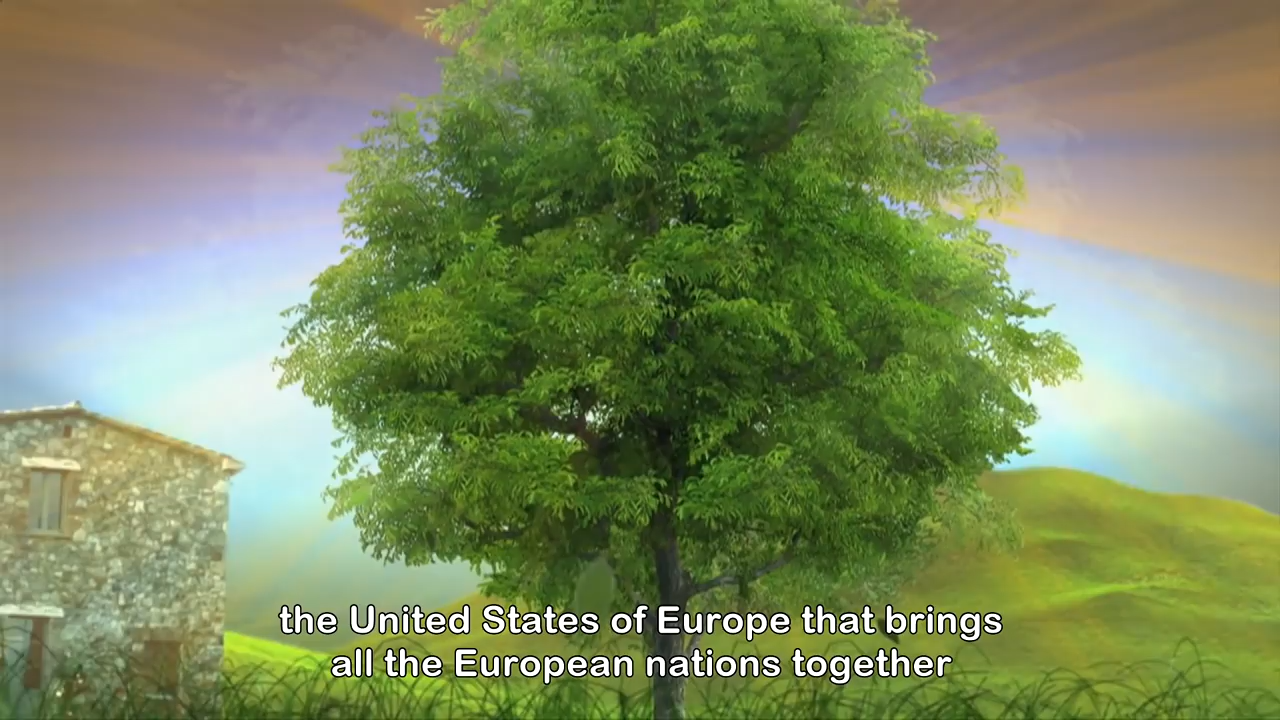 the United States of Europe that brings
all the European nations together